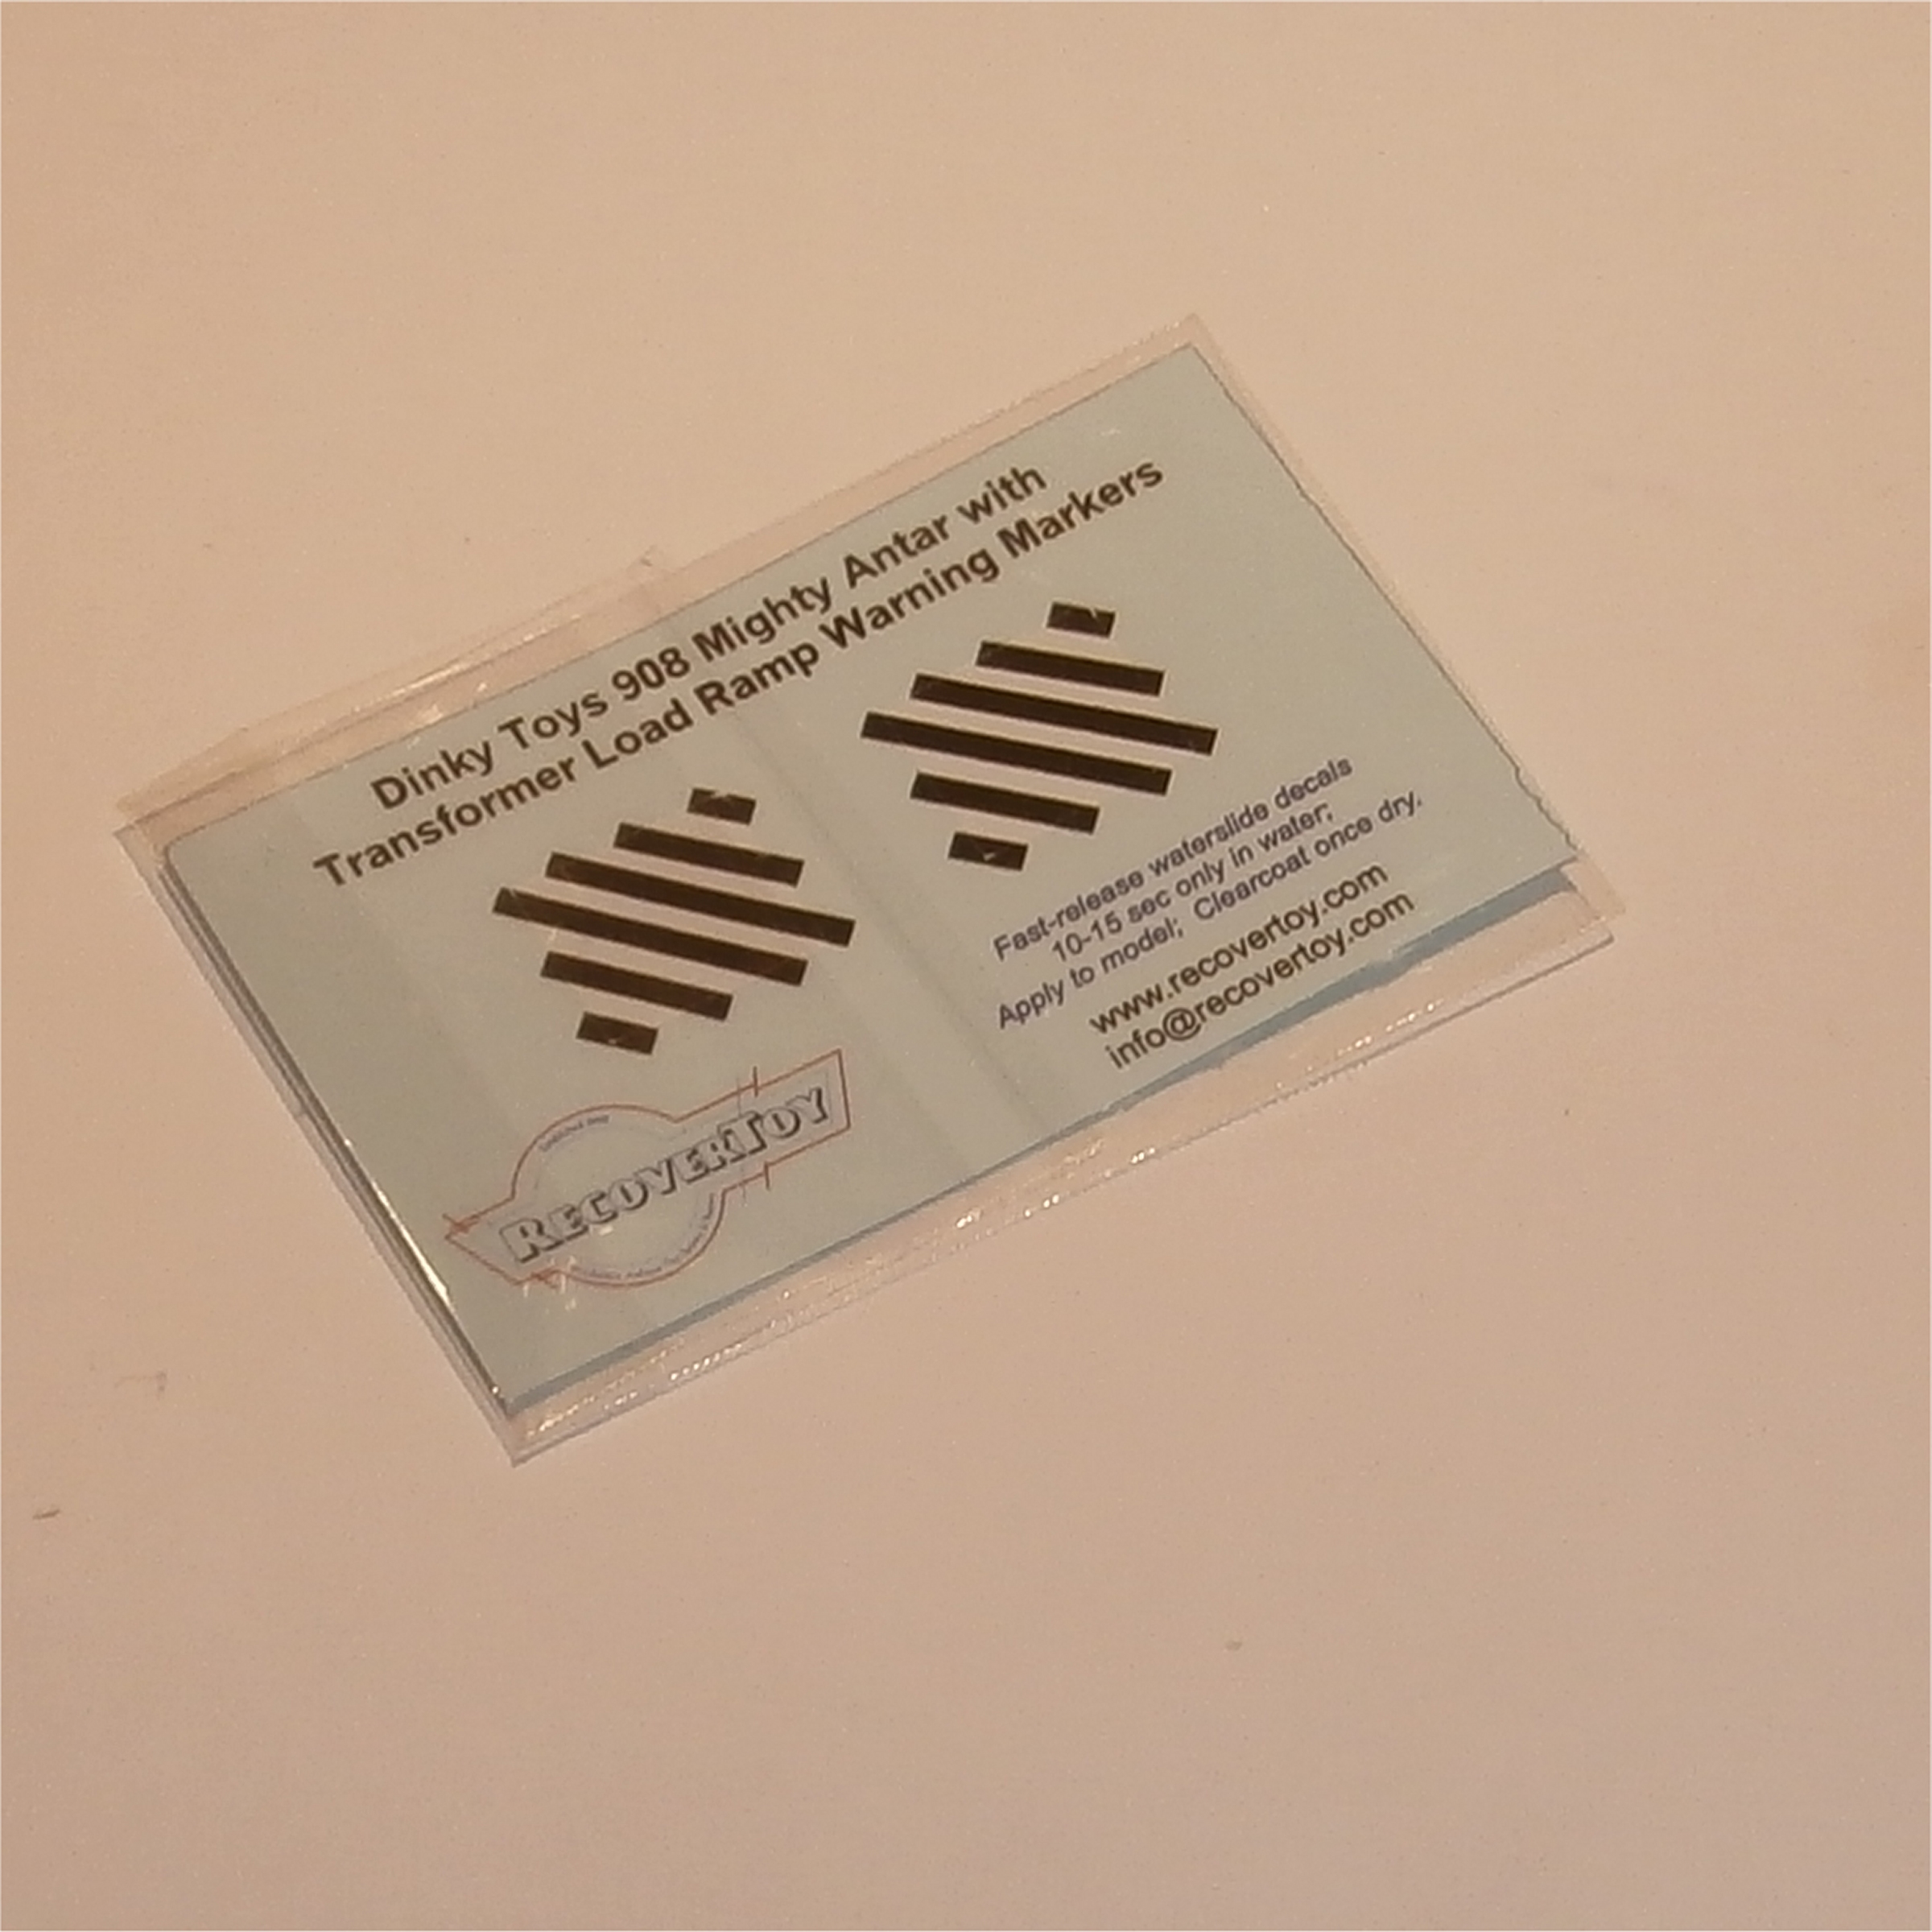 Dinky Toys 908 Mighty Antar with
Transformer Load Ramp Warning Markers
Fast-release waterslide decals
10-15 sec only in water;
Apply to model; Clearcoat once dry.
www.recovertoy.com
info@recovertoy.com
RECOVERTOY